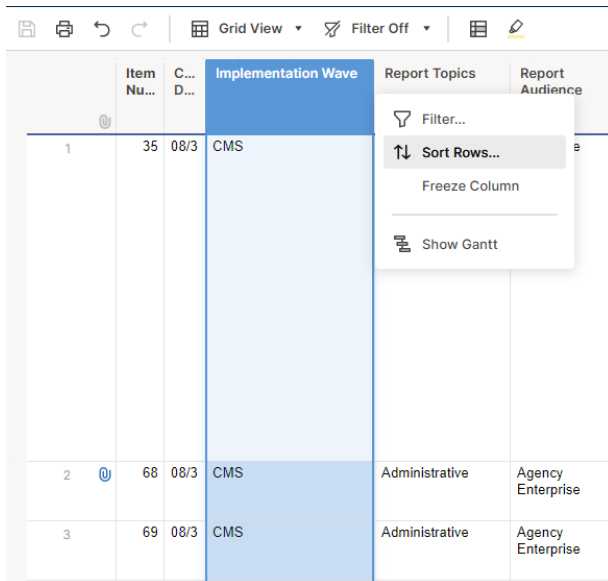 Grid View Filter Off
Item Nu... C... D... Implementation Wave Report Topics Report Audience
Filter...
Sort Rows...
Freeze Column
Show Gantt
1 35 08/3 CMS e
2 68 08/3 CMS Administrative Agency Enterprise
3 69 08/3 CMS Administrative Agency Enterprise